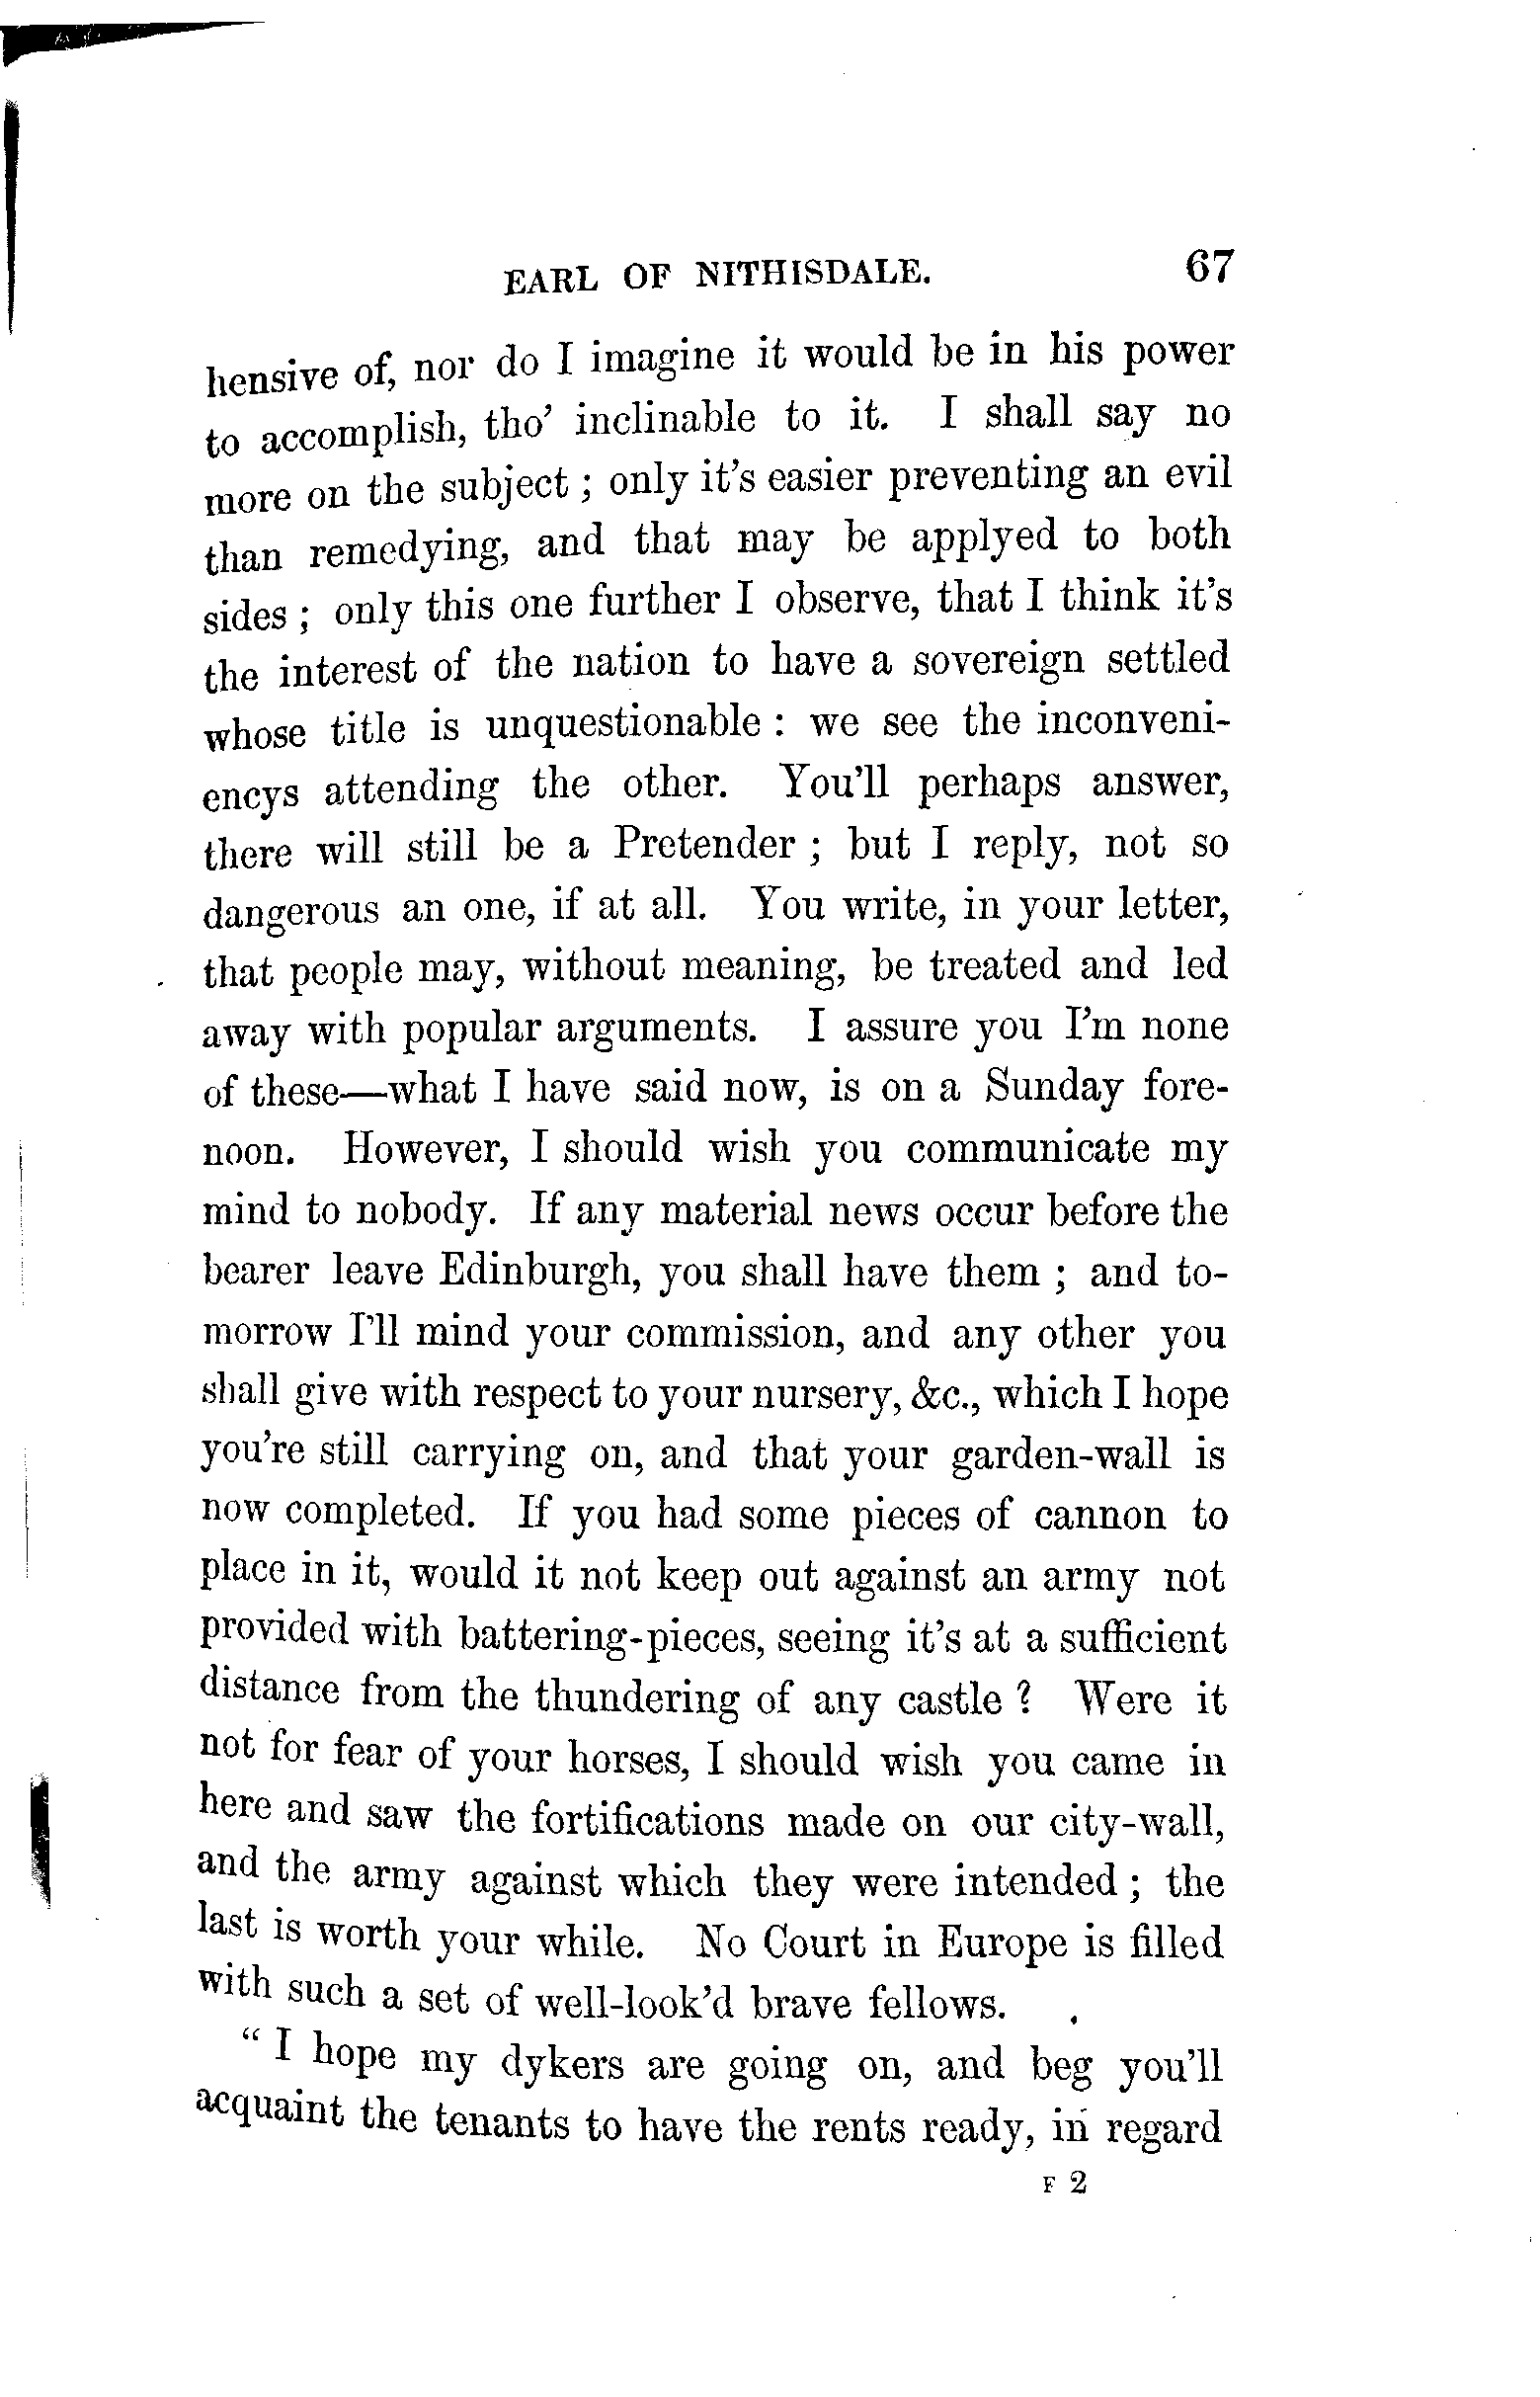 EARL OF NITHISDALE. 67
hensive of, nor do I imagine it would be in his power
to accomplish, tho' inclinable to it. I shall say no
more on the subject ; only it's easier preventing an evil
than remedying, and that may be applyed to both
sides ; only this one further I observe, that I think it's
the interest of the nation to have a sovereign settled
whose title is unquestionable : we see the inconveni-
encys attending the other. You'll perhaps answer,
there will still be a Pretender ; but I reply, not so
dangerous an one, if at all. You write, in your letter,
that people may, without meaning, be treated and led
away with popular arguments. I assure you I'm none
of these—what I have said now, is on a Sunday fore-
noon. However, I should wish you communicate my
mind to nobody. If any material news occur before the
bearer leave Edinburgh, you shall have them ; and to-
morrow I'll mind your commission, and any other you
shall give with respect to your nursery, &c., which I hope
you're still carrying on, and that your garden-wall is
now completed. If you had some pieces of cannon to
place in it, would it not keep out against an army not
provided with battering-pieces, seeing it's at a sufficient
distance from the thundering of any castle ? Were it
not for fear of your horses, I should wish you came in
here and saw the fortifications made on our city-wall,
and the army against which they were intended ; the
last is worth your while. No Court in Europe is filled
with such a set of well-look'd brave fellows.
" I hope my dykers are going on, and beg you'll
acquaint the tenants to have the rents ready, in regard
F 2